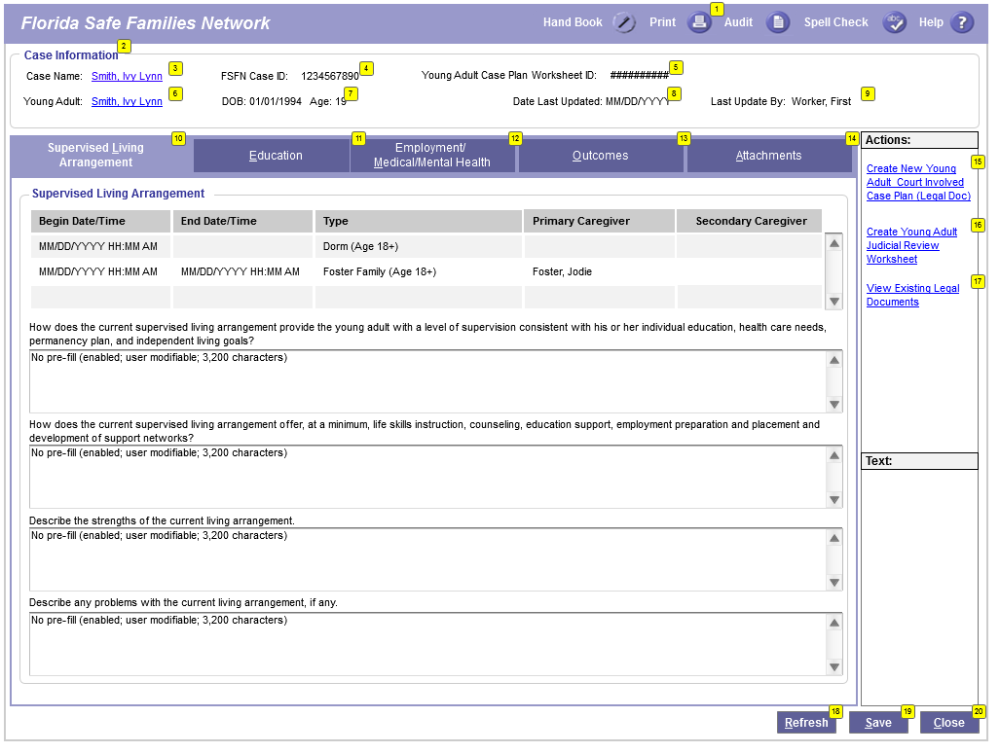 Florida Safe Families Network
Hand Book Print 1 Audit Spell Check Help ?
Case Information 2
Case Name: Smith, Ivy Lynn 3 FSFN Case ID: 1234567890 4 Young Adult Case Plan Worksheet ID: ########## 5
Young Adult: Smith, Ivy Lynn 6 DOB: 01/01/1994 Age: 19 7 Date Last Updated: MM/DD/YYYY 8 Last Update By: Worker, First 9
Supervised Living Arrangement 10
Education 11
Employment/ Medical/Mental Health 12
Outcomes 13
Attachments 14
Actions:
Create New Young 15
Adult Court Involved
Case Plan (Legal Doc)
Create Young Adult 16
Judicial Review
Worksheet
View Existing Legal 17
Documents
Text:
Supervised Living Arrangement
Begin Date/Time End Date/Time Type Primary Caregiver Secondary Caregiver
MM/DD/YYYY HH:MM AM Dorm (Age 18+)
MM/DD/YYYY HH:MM AM MM/DD/YYYY HH:MM AM Foster Family (Age 18+) Foster, Jodie
How does the current supervised living arrangement provide the young adult with a level of supervision consistent with his or her individual education, health care needs,
permanency plan, and independent living goals?
No pre-fill (enabled; user modifiable; 3,200 characters)
How does the current supervised living arrangement offer, at a minimum, life skills instruction, counseling, education support, employment preparation and placement and
development of support networks?
No pre-fill (enabled; user modifiable; 3,200 characters)
Describe the strengths of the current living arrangement.
No pre-fill (enabled; user modifiable; 3,200 characters)
Describe any problems with the current living arrangement, if any.
No pre-fill (enabled; user modifiable; 3,200 characters)
Refresh 18 Save 19 Close 20